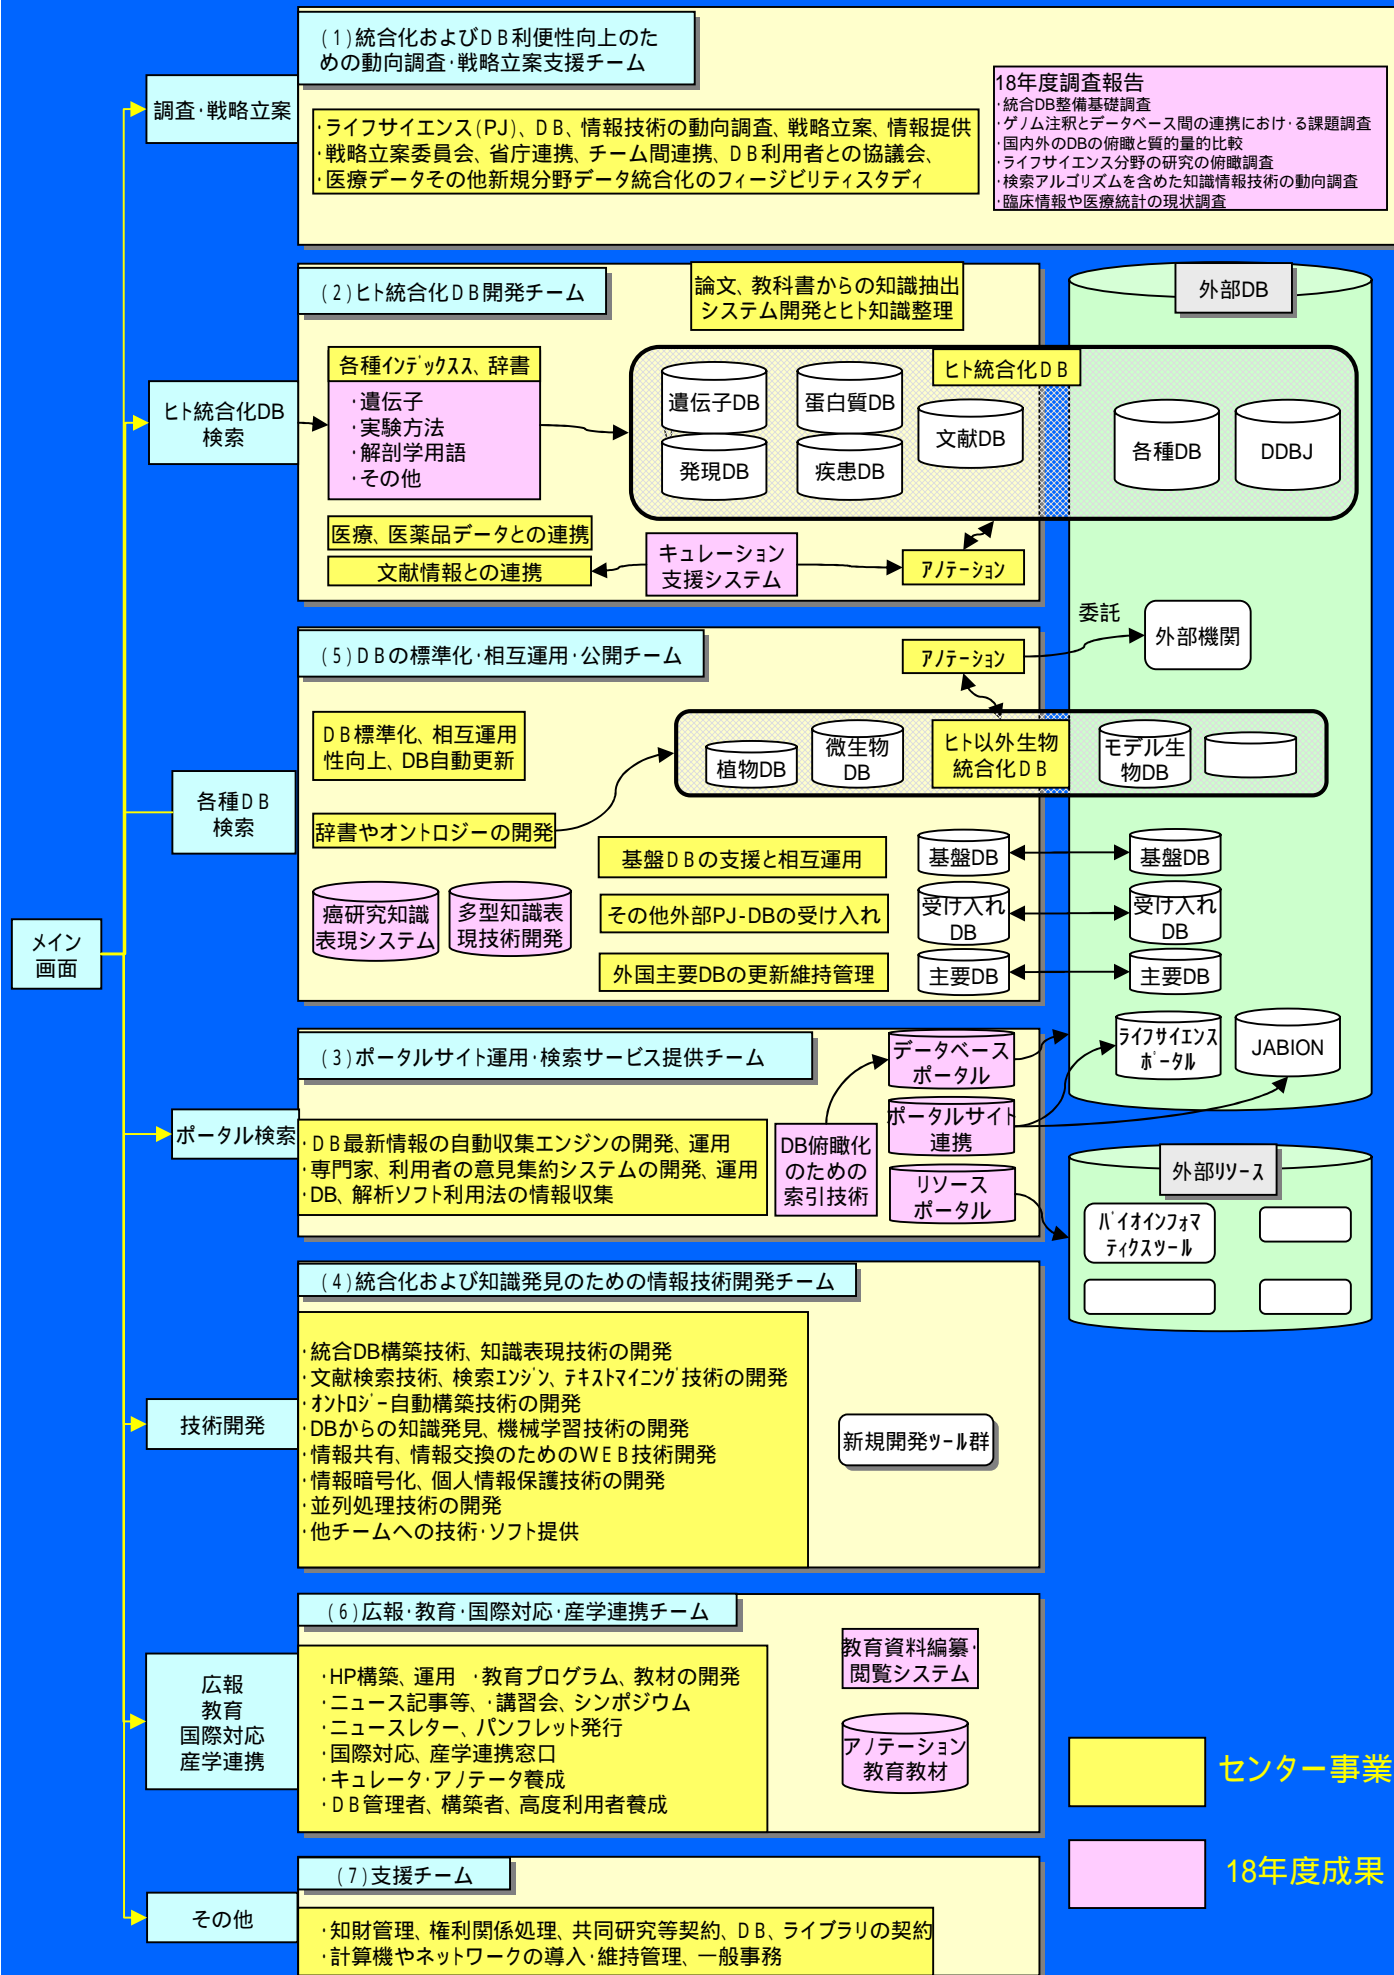 (1)統合化およびDB利便性向上のた
めの動向調査･戦略立案支援チーム
調査･戦略立案
･ライフサイエンス(PJ)、DB、情報技術の動向調査、戦略立案、情報提供
･戦略立案委員会、省庁連携、チーム間連携、DB利用者との協議会、
･医療データその他新規分野データ統合化のフィージビリティスタディ
18年度調査報告
･統合DB整備基礎調査
･ゲノム注釈とデータベース間の連携におけ･る課題調査
･国内外のDBの俯瞰と質的量的比較
･ライフサイエンス分野の研究の俯瞰調査
･検索アルゴリズムを含めた知識情報技術の動向調査
･臨床情報や医療統計の現状調査
(2)ヒト統合化DB開発チーム
論文、教科書からの知識抽出
システム開発とヒト知識整理
外部DB
ヒト統合化DB
検索
各種インデックスス、辞書
･遺伝子
･実験方法
･解剖学用語
･その他
ヒト統合化DB
遺伝子DB
蛋白質DB
文献DB
発現DB
疾患DB
各種DB
DDBJ
医療、医薬品データとの連携
文献情報との連携
キュレーション
支援システム
アノテーション
委託
外部機関
(5)DBの標準化･相互運用･公開チーム
アノテーション
DB標準化、相互運用
性向上、DB自動更新
植物DB
微生物
DB
ヒト以外生物
統合化DB
モデル生
物DB
各種DB
検索
辞書やオントロジーの開発
基盤DBの支援と相互運用
基盤DB
基盤DB
癌研究知識
表現システム
多型知識表
現技術開発
その他外部PJ-DBの受け入れ
受け入れ
DB
受け入れ
DB
外国主要DBの更新維持管理
主要DB
主要DB
メイン
画面
(3)ポータルサイト運用･検索サービス提供チーム
データベース
ポータル
ライフサイエンス
ポータル
JABION
ポータル検索
･DB最新情報の自動収集エンジンの開発、運用
･専門家、利用者の意見集約システムの開発、運用
･DB、解析ソフト利用法の情報収集
DB俯瞰化
のための
索引技術
ポータルサイト
連携
リソース
ポータル
外部リソース
バイオインフォマ
ティクスツール
(4)統合化および知識発見のための情報技術開発チーム
技術開発
･統合DB構築技術、知識表現技術の開発
･文献検索技術、検索エンジン、テキストマイニング技術の開発
･オントロジー自動構築技術の開発
･DBからの知識発見、機械学習技術の開発
･情報共有、情報交換のためのWEB技術開発
･情報暗号化、個人情報保護技術の開発
･並列処理技術の開発
･他チームへの技術･ソフト提供
新規開発ツール群
(6)広報･教育･国際対応･産学連携チーム
広報
教育
国際対応
産学連携
･HP構築、運用　･教育プログラム、教材の開発
･ニュース記事等、･講習会、シンポジウム
･ニュースレター、パンフレット発行
･国際対応、産学連携窓口
･キュレータ･アノテータ養成
･DB管理者、構築者、高度利用者養成
教育資料編纂･
閲覧システム
アノテーション
教育教材
センター事業
18年度成果
(7)支援チーム
その他
･知財管理、権利関係処理、共同研究等契約、DB、ライブラリの契約
･計算機やネットワークの導入･維持管理、一般事務